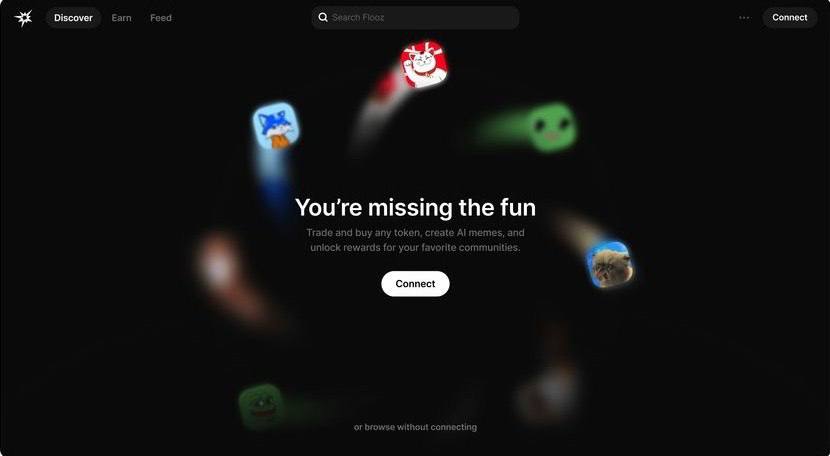 Discover
Earn
Feed
Search Flooz
Connect
You're missing the fun
Trade and buy any token, create AI memes, and
unlock rewards for your favorite communities.
Connect
or browse without connecting